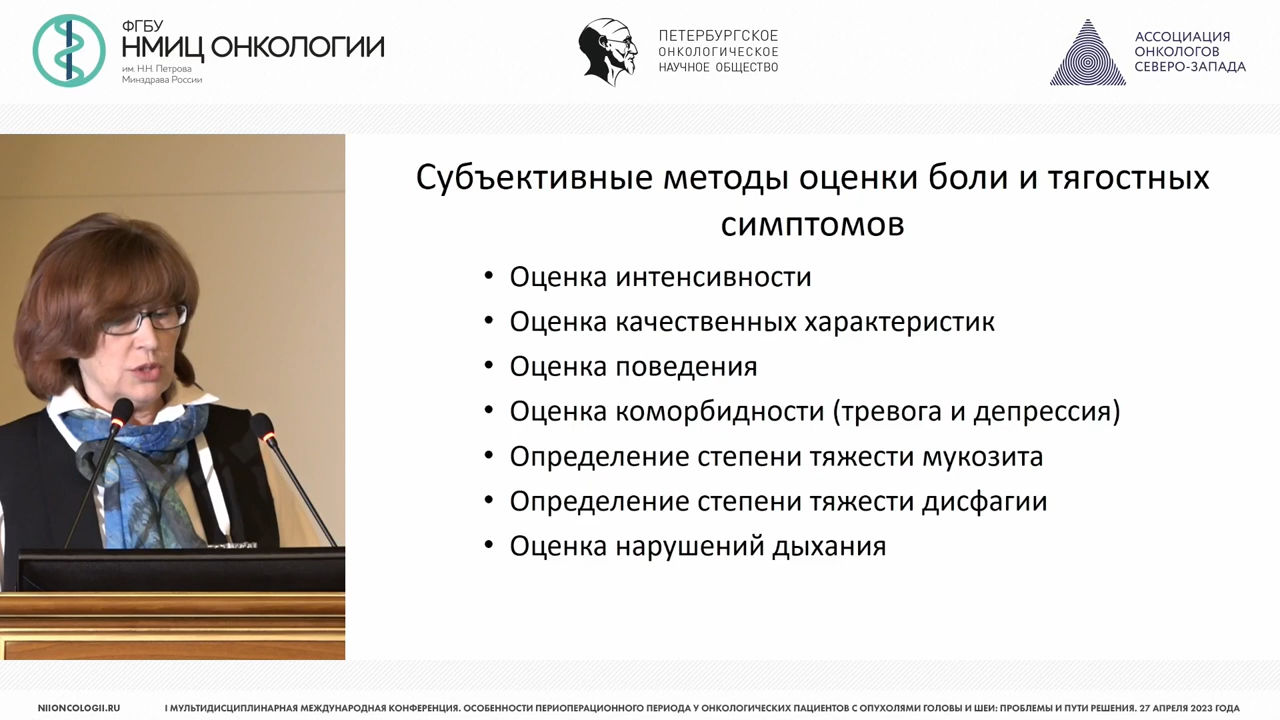 ФГБУ
НМИЦ ОНКОЛОГИИ
им. Н.Н. Петрова
Минздрава России
ПЕТЕРБУРГСКОЕ
ОНКОЛОГИЧЕСКОЕ
НАУЧНОЕ ОБЩЕСТВО
АССОЦИАЦИЯ
ОНКОЛОГОВ
СЕВЕРО-ЗАПАДА
Субъективные методы оценки боли и тягостных
симптомов
• Оценка интенсивности
• Оценка качественных характеристик
• Оценка поведения
• Оценка коморбидности (тревога и депрессия)
• Определение степени тяжести мукозита
• Определение степени тяжести дисфагии
• Оценка нарушений дыхания
NIIONCOLOGII.RU
I МУЛЬТИДИСЦИПЛИНАРНАЯ МЕЖДУНАРОДНАЯ КОНФЕРЕНЦИЯ. ОСОБЕННОСТИ ПЕРИОПЕРАЦИОННОГО ПЕРИОДА У ОНКОЛОГИЧЕСКИХ ПАЦИЕНТОВ С ОПУХОЛЯМИ ГОЛОВЫ И ШЕИ: ПРОБЛЕМЫ И ПУТИ РЕШЕНИЯ. 27 АПРЕЛЯ 2023 ГОДА